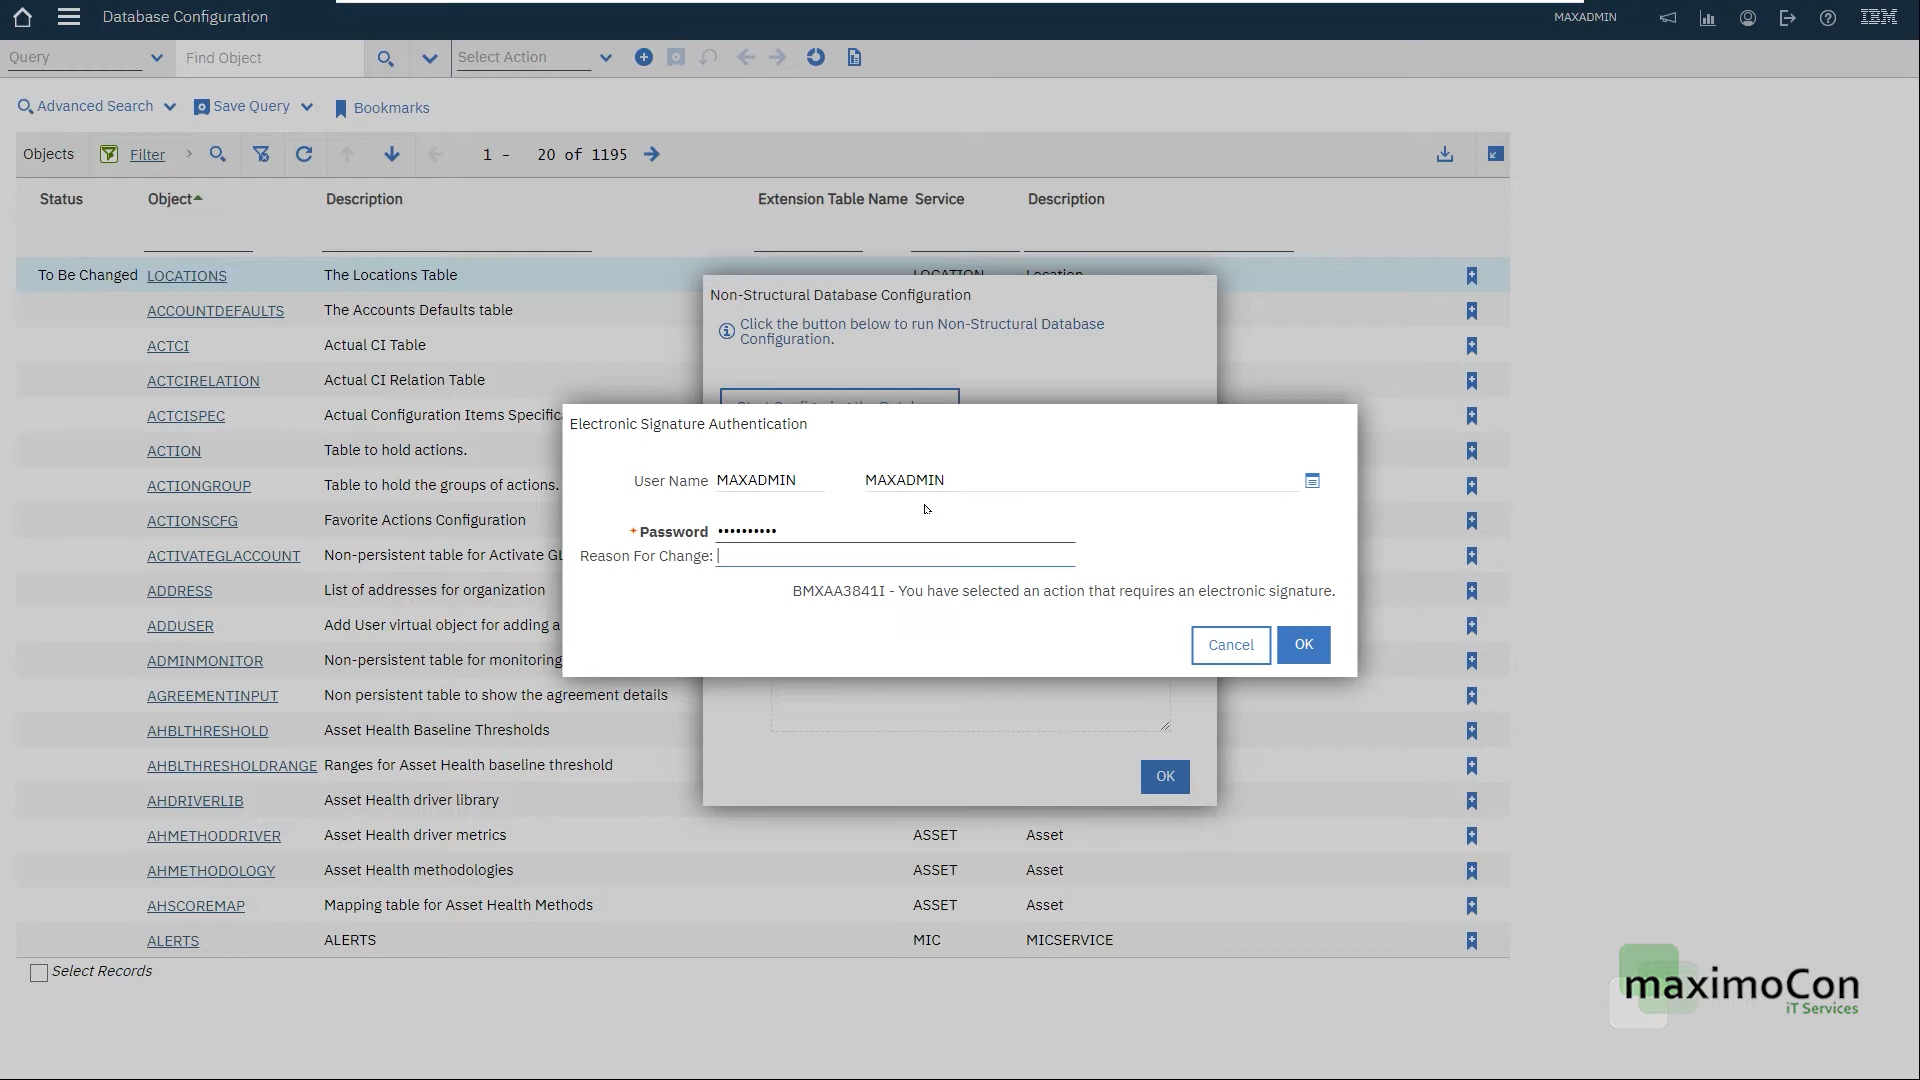 Database Configuration
MAXADMIN
IBM
Query
Find Object
Select Action
Advanced Search
Save Query
Bookmarks
Objects
Filter
1 - 20 of 1195
Status Object Description Extension Table Name Service Description
To Be Changed LOCATIONS The Locations Table LOCATION Location
ACCOUNTDEFAULTS The Accounts Defaults table
ACTCI Actual CI Table
ACTCIRELATION Actual CI Relation Table
ACTCISPEC Actual Configuration Items Specific
ACTION Table to hold actions.
ACTIONGROUP Table to hold the groups of actions.
ACTIONSCFG Favorite Actions Configuration
ACTIVATEGLACCOUNT Non-persistent table for Activate GL
ADDRESS List of addresses for organization
ADDUSER Add User virtual object for adding a
ADMINMONITOR Non-persistent table for monitoring
AGREEMENTINPUT Non persistent table to show the agreement details
AHBLTHRESHOLD Asset Health Baseline Thresholds
AHBLTHRESHOLDRANGE Ranges for Asset Health baseline threshold
AHDRIVERLIB Asset Health driver library
AHMETHODDRIVER Asset Health driver metrics ASSET Asset
AHMETHODOLOGY Asset Health methodologies ASSET Asset
AHSCOREMAP Mapping table for Asset Health Methods ASSET Asset
ALERTS ALERTS MIC MICSERVICE
Select Records
Non-Structural Database Configuration
Click the button below to run Non-Structural Database
Configuration.
Electronic Signature Authentication
User Name MAXADMIN MAXADMIN
*Password ••••••••••
Reason For Change:
BMXAA3841I - You have selected an action that requires an electronic signature.
Cancel OK
OK
maximoCon
iT Services